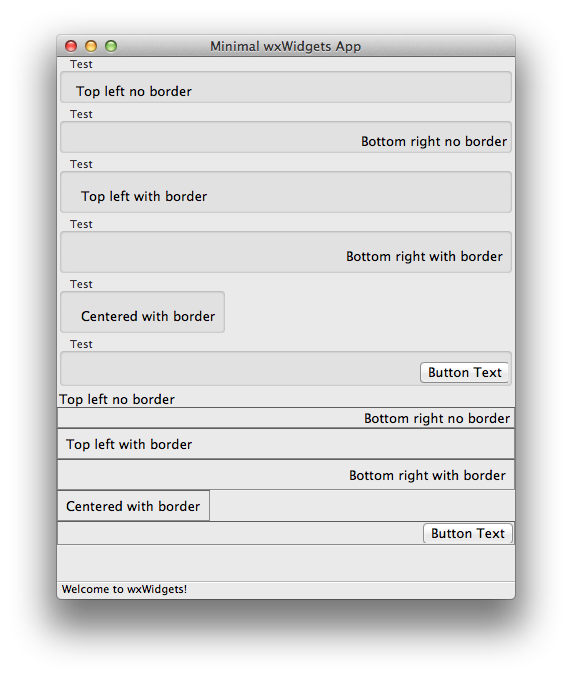 Minimal wxWidgets App
Test
Top left no border
Test
Bottom right no border
Test
Top left with border
Test
Bottom right with border
Test
Centered with border
Test
Button Text
Top left no border
Bottom right no border
Top left with border
Bottom right with border
Centered with border
Button Text
Welcome to wxWidgets!